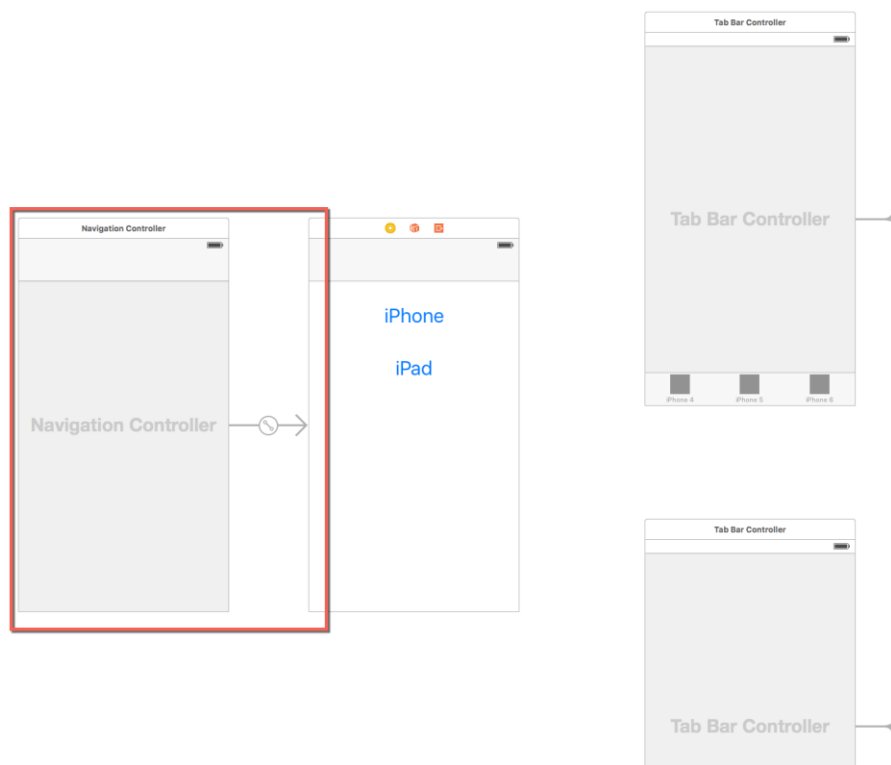 Tab Bar Controller
Tab Bar Controller
iPhone 4
iPhone 5
iPhone 6
Navigation Controller
iPhone
iPad
Navigation Controller
Tab Bar Controller
Tab Bar Controller